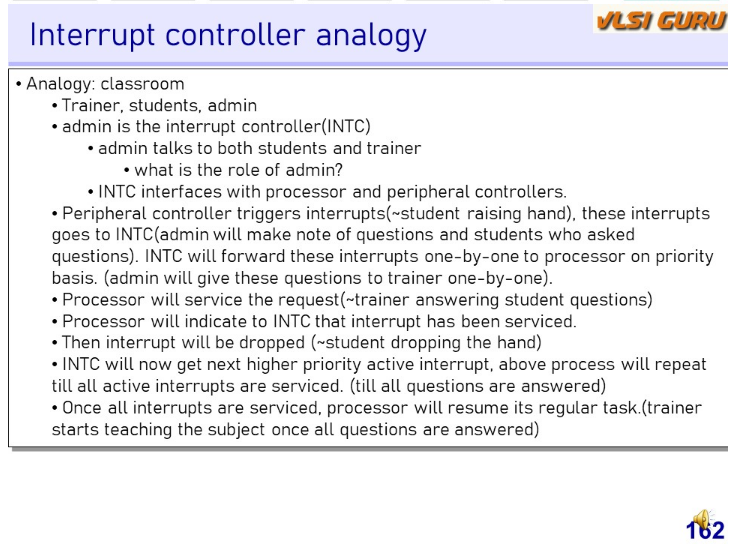 Interrupt controller analogy
VLSI GURU
• Analogy: classroom
• Trainer, students, admin
• admin is the interrupt controller(INTC)
• admin talks to both students and trainer
• what is the role of admin?
• INTC interfaces with processor and peripheral controllers.
• Peripheral controller triggers interrupts(~student raising hand), these interrupts
goes to INTC(admin will make note of questions and students who asked
questions). INTC will forward these interrupts one-by-one to processor on priority
basis. (admin will give these questions to trainer one-by-one).
• Processor will service the request(~trainer answering student questions)
• Processor will indicate to INTC that interrupt has been serviced.
• Then interrupt will be dropped (~student dropping the hand)
• INTC will now get next higher priority active interrupt, above process will repeat
till all active interrupts are serviced. (till all questions are answered)
• Once all interrupts are serviced, processor will resume its regular task.(trainer
starts teaching the subject once all questions are answered)
162